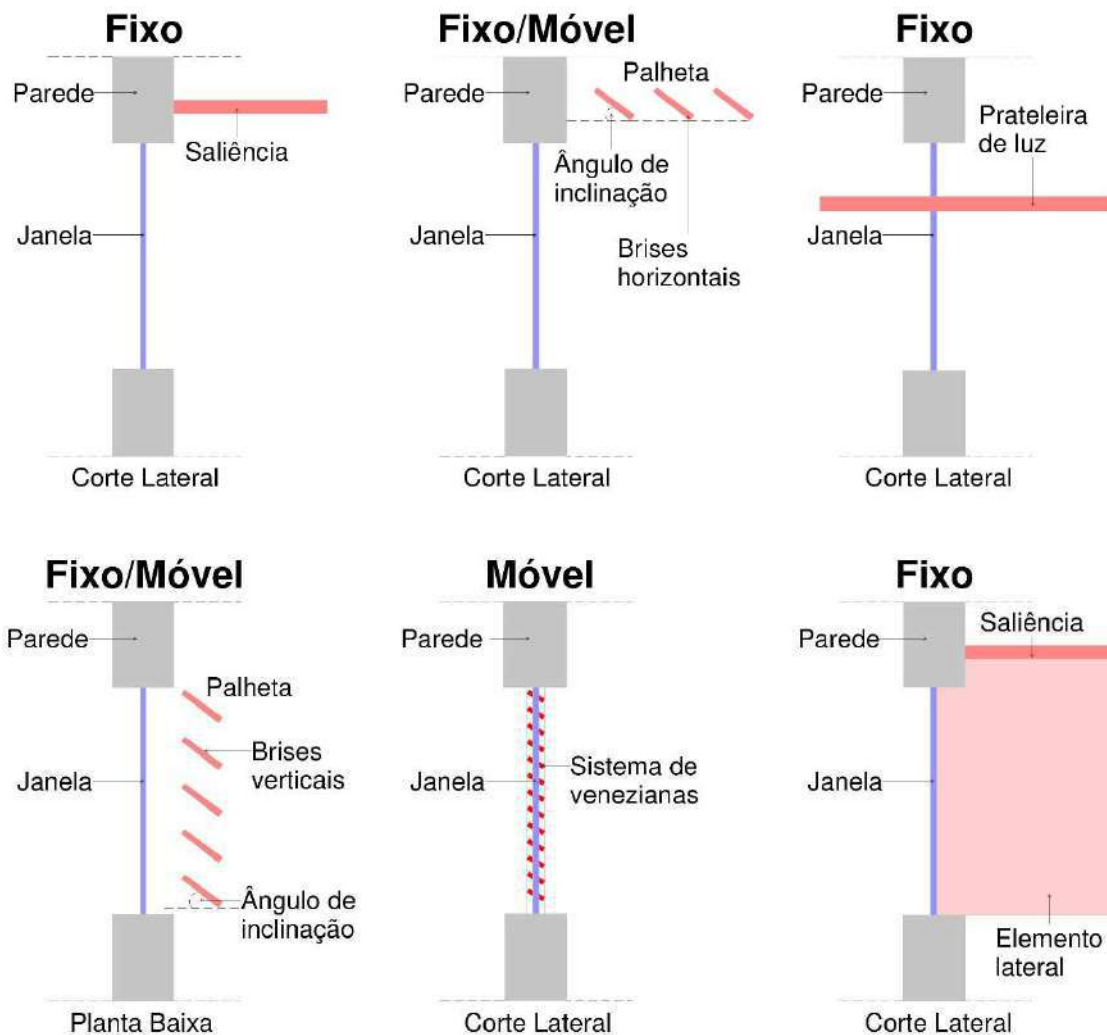 Fixo
Parede
Saliência
Janela
Corte Lateral
Fixo/Móvel
Parede
Palheta
Ângulo de
inclinação
Janela
Brises
horizontais
Corte Lateral
Fixo
Parede
Prateleira
de luz
Janela
Corte Lateral
Fixo/Móvel
Parede
Palheta
Brises
verticais
Janela
Ângulo de
inclinação
Planta Baixa
Móvel
Parede
Janela
Sistema de
venezianas
Corte Lateral
Fixo
Saliência
Parede
Janela
Elemento
lateral
Corte Lateral